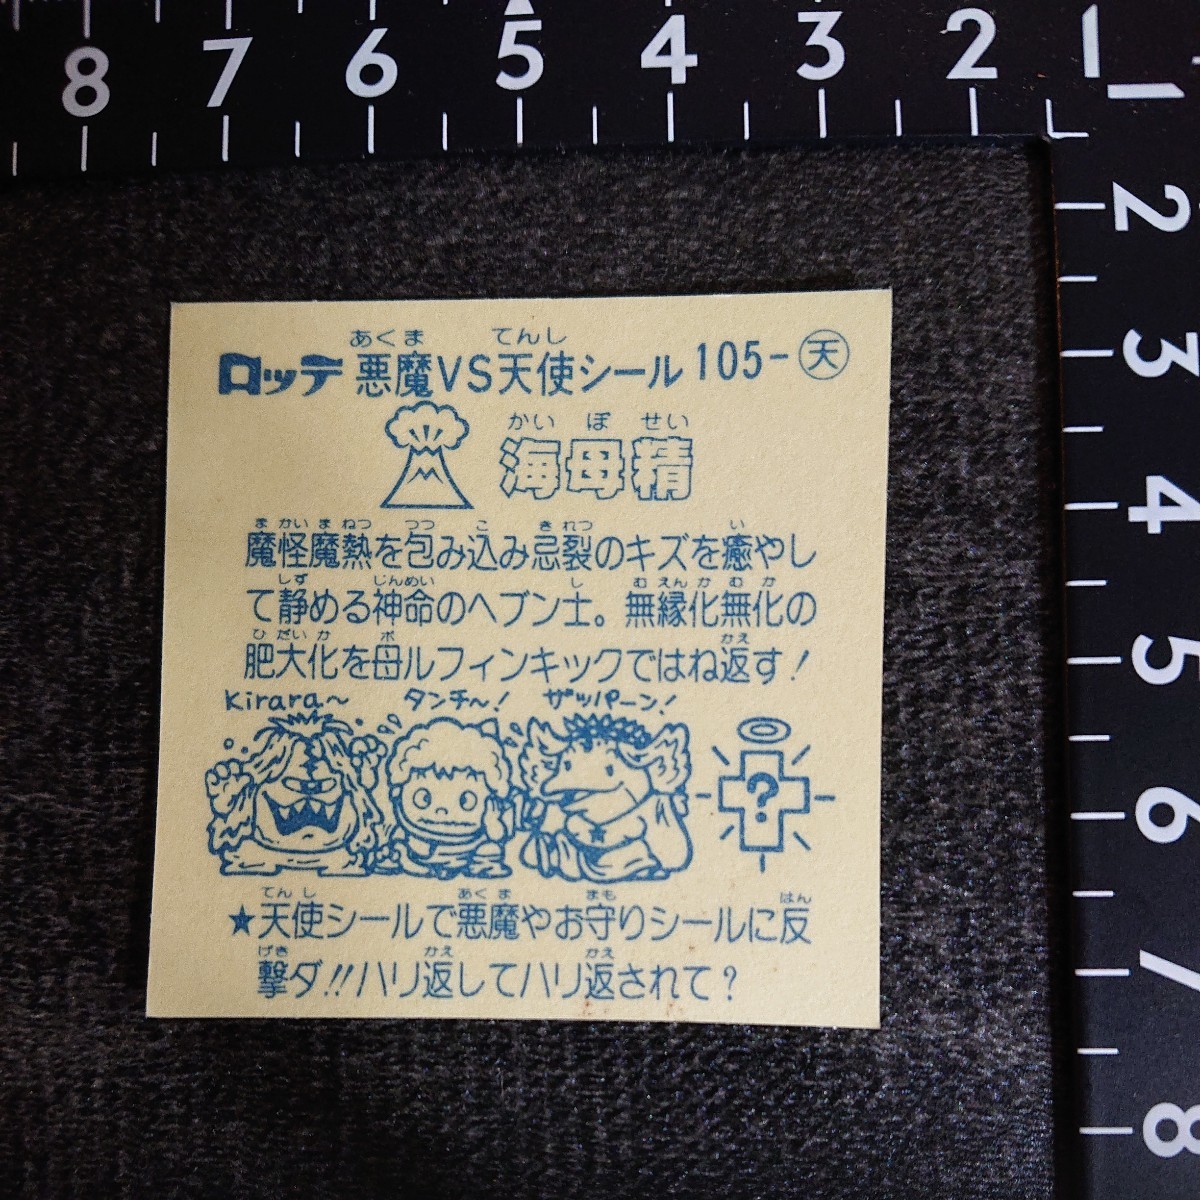 8 7 6 5 4 3 2 1
あくま てんし
ロッテ 悪魔VS天使シール 105-天
かいぼせい
海母精
まかいまねつ つつ こ きれつ い
魔怪魔熱を包み込み忌裂のキズを癒やし
しず じんめい し むえんかむか
て静める神命のヘブン士。無縁化無化の
ひだいか ボ かえ
肥大化を母ルフィンキックではね返す!
Kirara~ タンチ~! ザッパーン!
?
てんし あくま まも はん
★天使シールで悪魔やお守りシールに反
げき かえ かえ
撃ダ!!ハリ返してハリ返されて?
2
3
4
5
6
7
8